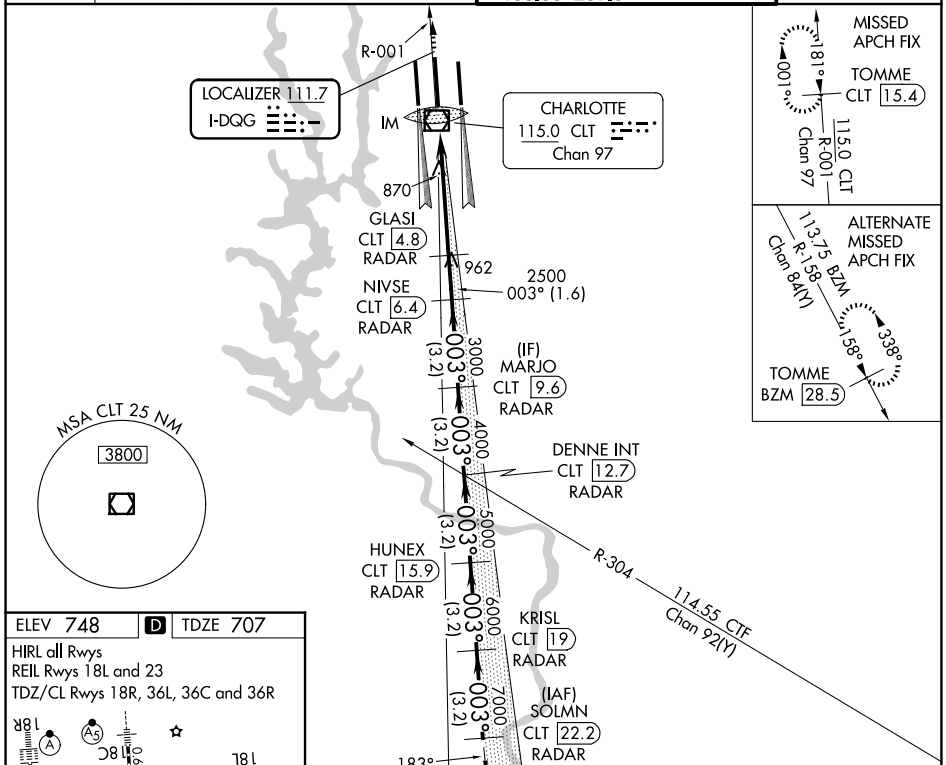 R-001
LOCALIZER 111.7
I-DQG
IM
CHARLOTTE
115.0 CLT
Chan 97
870
GLASI
CLT 4.8
RADAR
962
2500
003° (1.6)
NIVSE
CLT 6.4
RADAR
003°
3000
(3.2)
(IF)
MARJO
CLT 9.6
RADAR
003°
4000
(3.2)
DENNE INT
CLT 12.7
RADAR
003°
5000
(3.2)
HUNEX
CLT 15.9
RADAR
R-304
114.55 CTF
Chan 92(Y)
003°
6000
(3.2)
KRISL
CLT 19
RADAR
003°
7000
(3.2)
(IAF)
SOLMN
CLT 22.2
RADAR
183°
MISSED
APCH FIX
TOMME
CLT 15.4
181°
001°
115.0 CLT
R-001
Chan 97
ALTERNATE
MISSED
APCH FIX
113.75 BZM
R-158
Chan 84(Y)
158°
338°
TOMME
BZM 28.5
MSA CLT 25 NM
3800
ELEV 748 D TDZE 707
HIRL all Rwys
REIL Rwys 18L and 23
TDZ/CL Rwys 18R, 36L, 36C and 36R
18R
A
A5
18C
18L